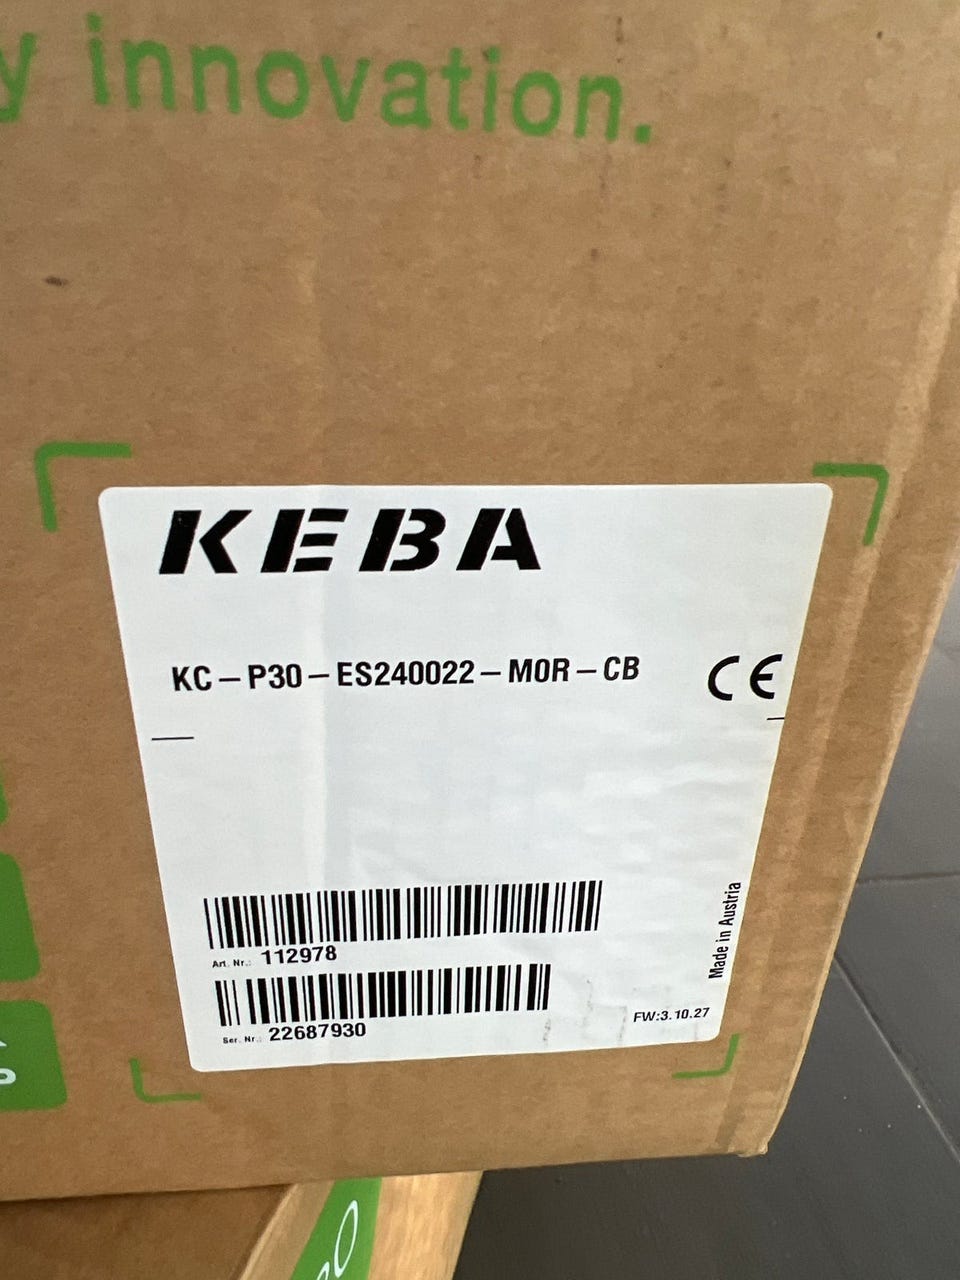 innovation.
KEBA
KC-P30-ES240022-M0R-CB
CE
Made in Austria
Art. Nr.: 112978
Ser. Nr.: 22687930
FW:3.10.27